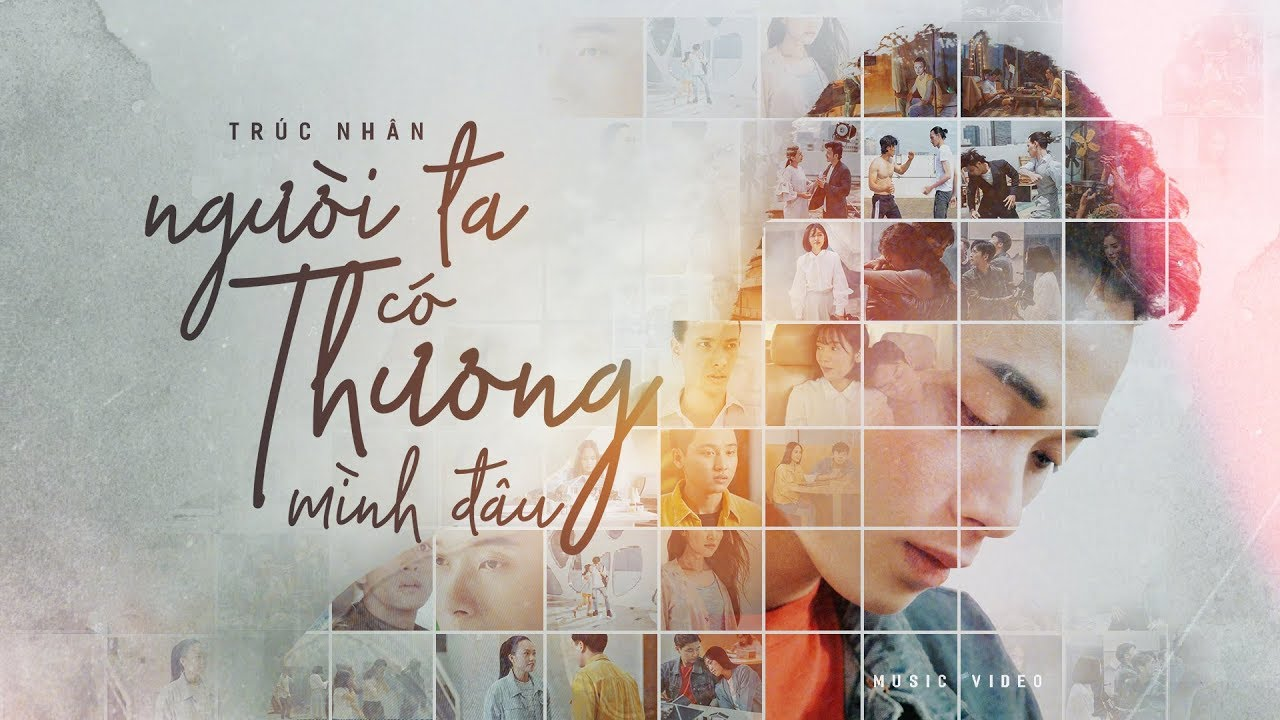 TRÚC NHÂN
người ta
có
Thương
mình đâu
MUSIC VIDEO